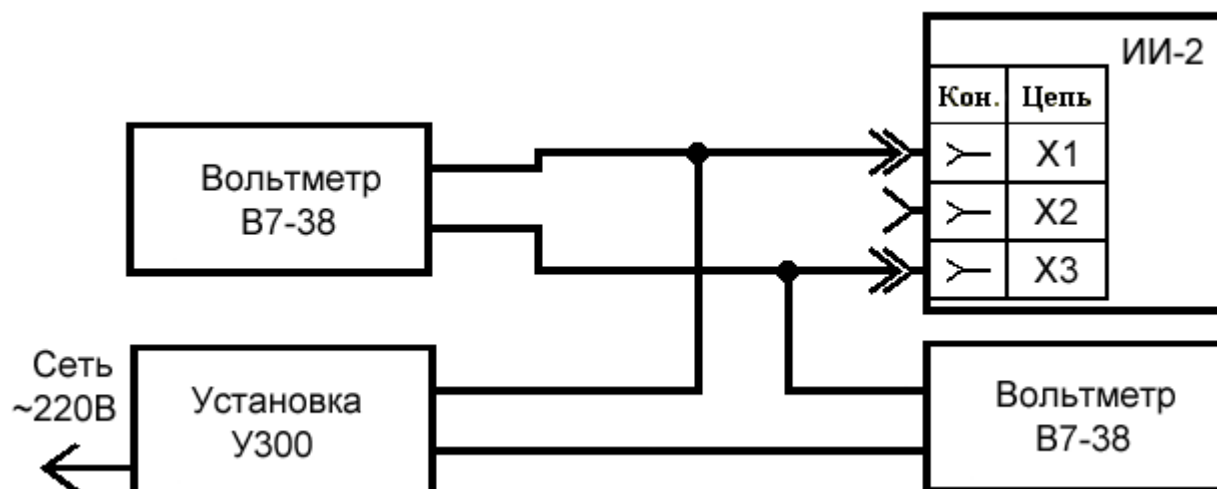 ИИ-2
Кон. Цепь
X1
X2
X3
Вольтметр
В7-38
Сеть
~220В
Установка
У300
Вольтметр
В7-38